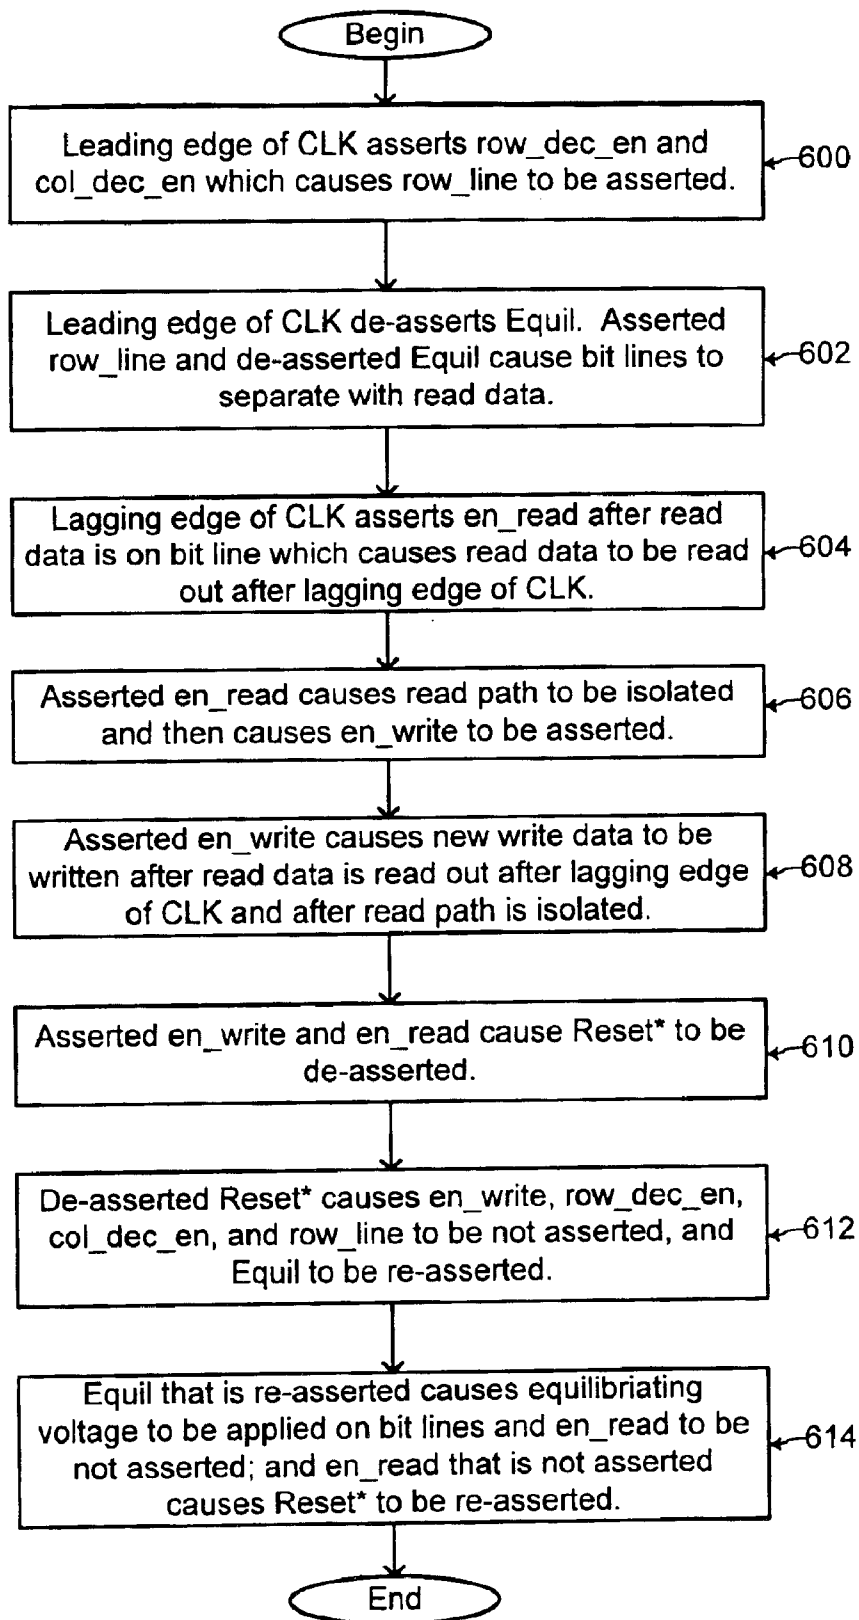 Begin
Leading edge of CLK asserts row_dec_en and
col_dec_en which causes row_line to be asserted.
600
Leading edge of CLK de-asserts Equil. Asserted
row_line and de-asserted Equil cause bit lines to
separate with read data.
602
Lagging edge of CLK asserts en_read after read
data is on bit line which causes read data to be read
out after lagging edge of CLK.
604
Asserted en_read causes read path to be isolated
and then causes en_write to be asserted.
606
Asserted en_write causes new write data to be
written after read data is read out after lagging edge
of CLK and after read path is isolated.
608
Asserted en_write and en_read cause Reset* to be
de-asserted.
610
De-asserted Reset* causes en_write, row_dec_en,
col_dec_en, and row_line to be not asserted, and
Equil to be re-asserted.
612
Equil that is re-asserted causes equilibriating
voltage to be applied on bit lines and en_read to be
not asserted; and en_read that is not asserted
causes Reset* to be re-asserted.
614
End